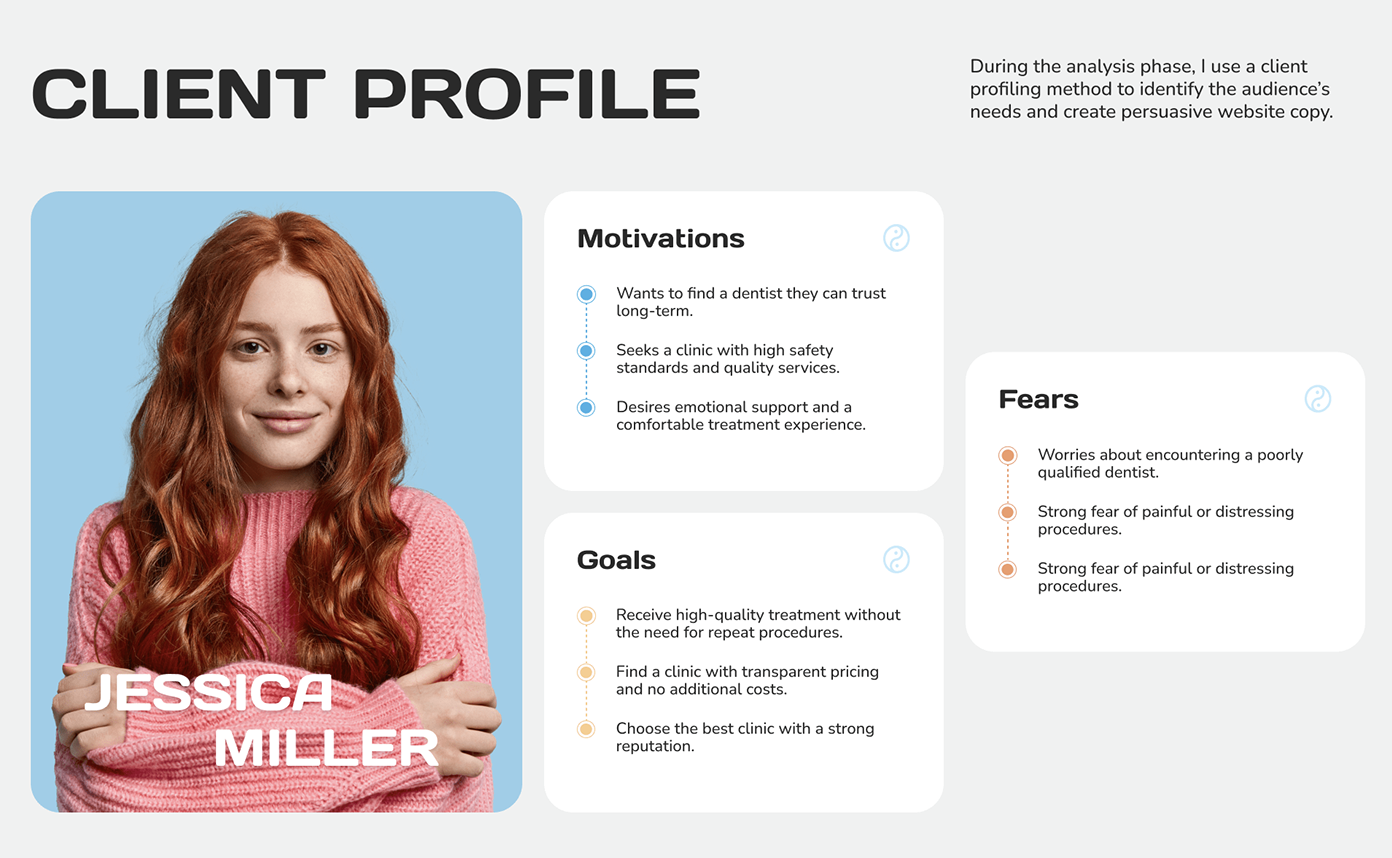 CLIENT PROFILE
During the analysis phase, I use a client
profiling method to identify the audience's
needs and create persuasive website copy.
JESSICA
MILLER
Motivations
Wants to find a dentist they can trust
long-term.
Seeks a clinic with high safety
standards and quality services.
Desires emotional support and a
comfortable treatment experience.
Goals
Receive high-quality treatment without
the need for repeat procedures.
Find a clinic with transparent pricing
and no additional costs.
Choose the best clinic with a strong
reputation.
Fears
Worries about encountering a poorly
qualified dentist.
Strong fear of painful or distressing
procedures.
Strong fear of painful or distressing
procedures.